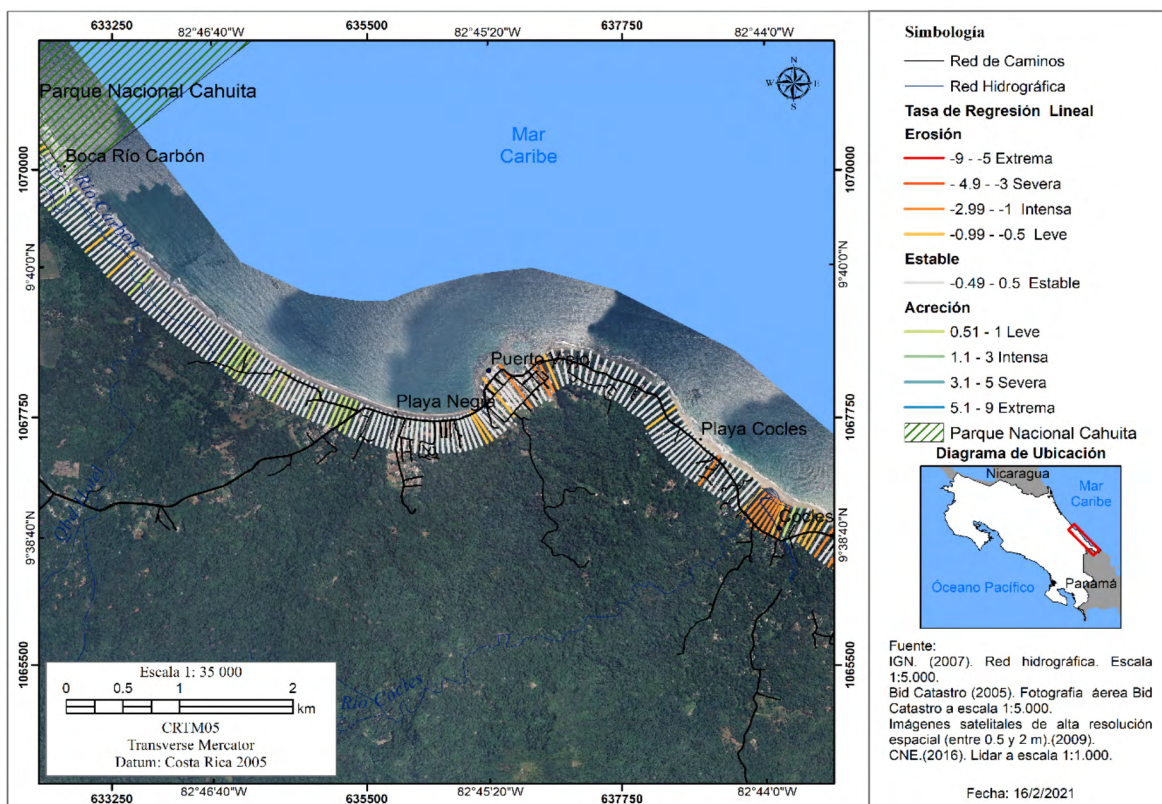 633250
635500
637750
82°46'40"W
82°45'20"W
82°44'0"W
Parque Nacional Cahuita
N
W
E
S
Mar
Caribe
Boca Río Carbón
Río Carbón
1070000
1070000
9°40'0"N
9°40'0"N
Puerto Viejo
Playa Negra
Playa Cocles
1067750
1067750
Cocles
9°38'40"N
9°38'40"N
1065500
1065500
Río Cocles
Escala 1: 35 000
0 0.5 1 2
km
CRTM05
Transverse Mercator
Datum: Costa Rica 2005
633250
635500
637750
82°46'40"W
82°45'20"W
82°44'0"W
Simbología
Red de Caminos
Red Hidrográfica
Tasa de Regresión Lineal
Erosión
-9 - -5 Extrema
- 4.9 - -3 Severa
-2.99 - -1 Intensa
-0.99 - -0.5 Leve
Estable
-0.49 - 0.5 Estable
Acreción
0.51 - 1 Leve
1.1 - 3 Intensa
3.1 - 5 Severa
5.1 - 9 Extrema
Parque Nacional Cahuita
Diagrama de Ubicación
Nicaragua
Mar
Caribe
Óceano Pacífico
Panamá
Fuente:
IGN. (2007). Red hidrográfica. Escala
1:5.000.
Bid Catastro (2005). Fotografia áerea Bid
Catastro a escala 1:5.000.
Imágenes satelitales de alta resolución
espacial (entre 0.5 y 2 m).(2009).
CNE.(2016). Lidar a escala 1:1.000.
Fecha: 16/2/2021